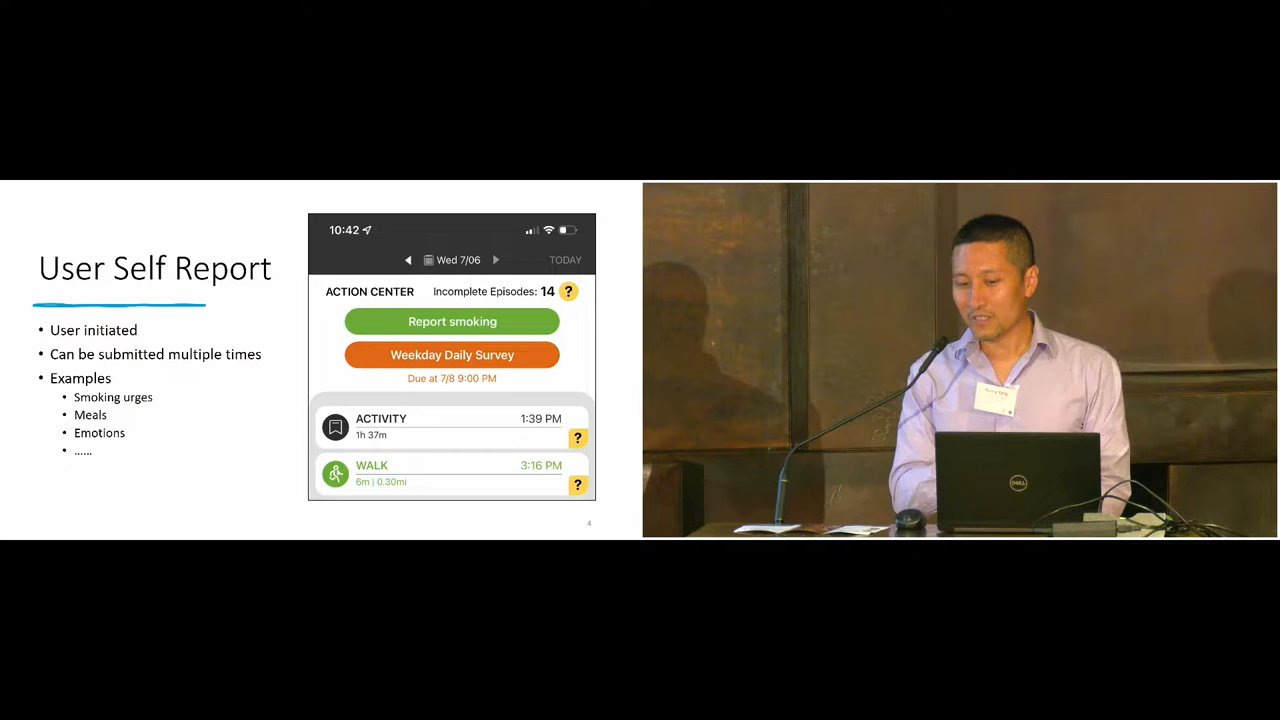 User Self Report
• User initiated
• Can be submitted multiple times
• Examples
• Smoking urges
• Meals
• Emotions
• ......
10:42
Wed 7/06
TODAY
ACTION CENTER
Incomplete Episodes: 14 ?
Report smoking
Weekday Daily Survey
Due at 7/8 9:00 PM
ACTIVITY 1:39 PM
1h 37m ?
WALK 3:16 PM
6m | 0.30mi ?
4
DELL